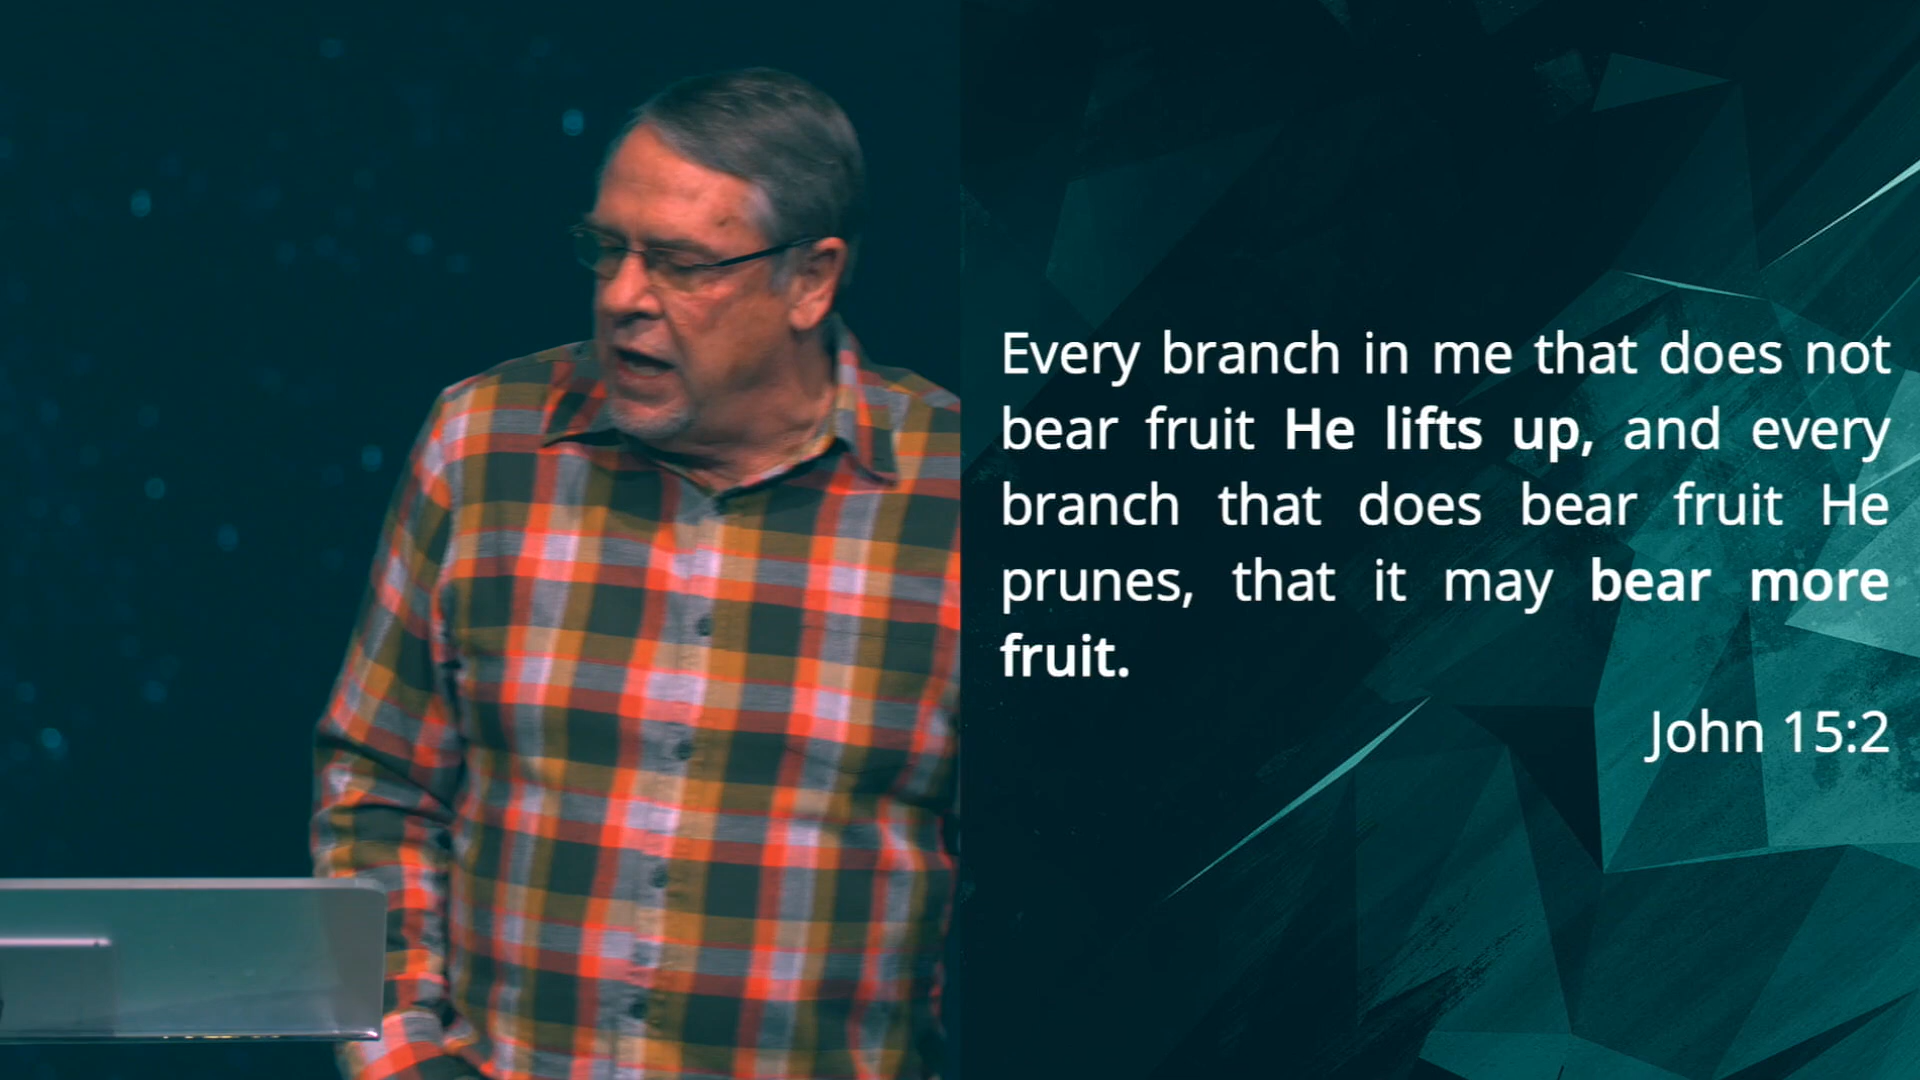 Every branch in me that does not
bear fruit He lifts up, and every
branch that does bear fruit He
prunes, that it may bear more
fruit.
John 15:2